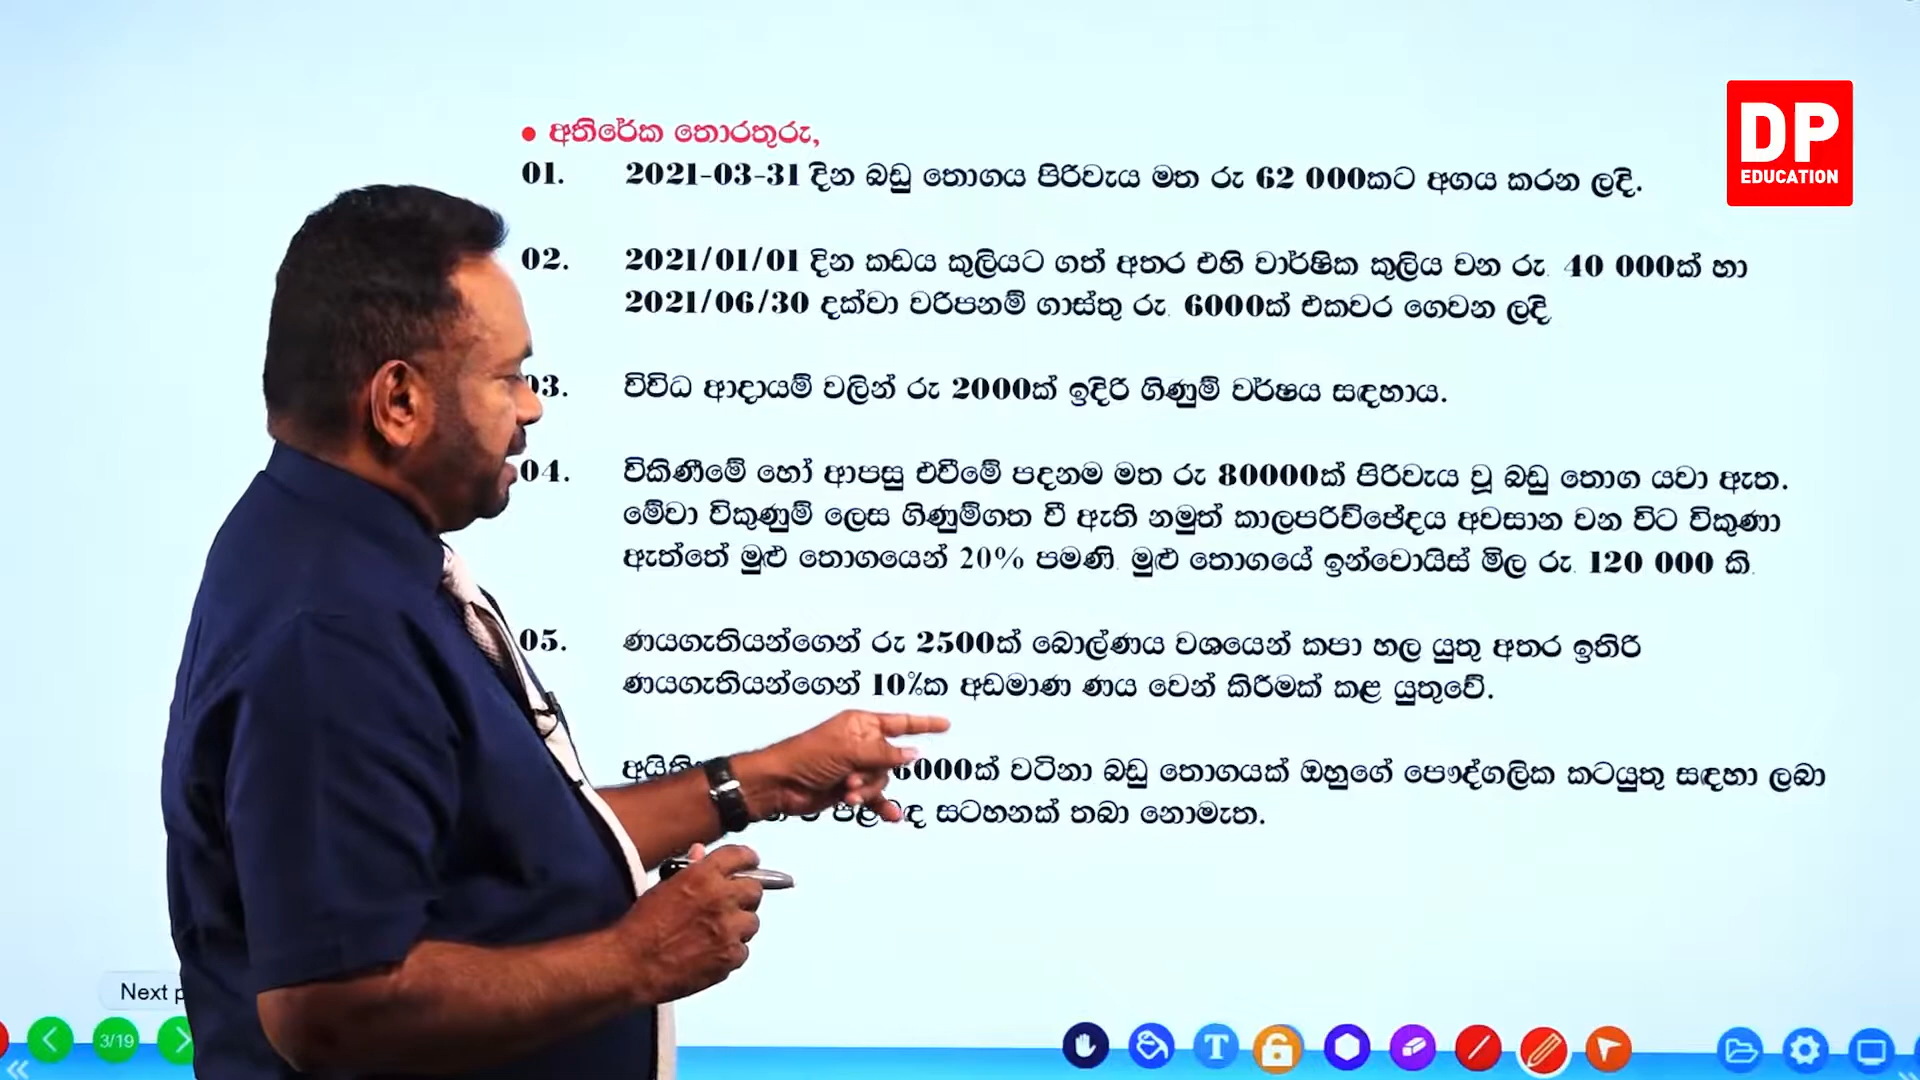 DP
EDUCATION
• අතිරේක තොරතුරු,
01. 2021-03-31 දින බඩු තොගය පිරිවැය මත රු 62 000කට අගය කරන ලදි.
02. 2021/01/01 දින කඩය කුලියට ගත් අතර එහි වාර්ෂික කුලිය වන රු. 40 000ක් හා
2021/06/30 දක්වා වරිපනම් ගාස්තු රු. 6000ක් එකවර ගෙවන ලදි.
03. විවිධ ආදායම් වලින් රු 2000ක් ඉදිරි ගිණුම් වර්ෂය සඳහාය.
04. විකිණීමේ හෝ ආපසු එවීමේ පදනම මත රු 80000ක් පිරිවැය වූ බඩු තොග යවා ඇත.
මේවා විකුණුම් ලෙස ගිණුම්ගත වී ඇති නමුත් කාලපරිච්ඡේදය අවසාන වන විට විකුණා
ඇත්තේ මුළු තොගයෙන් 20% පමණි. මුළු තොගයේ ඉන්වොයිස් මිල රු. 120 000 කි.
05. ණයගැතියන්ගෙන් රු 2500ක් බොල්ණය වශයෙන් කපා හල යුතු අතර ඉතිරි
ණයගැතියන්ගෙන් 10%ක අඩමාණ ණය වෙන් කිරීමක් කළ යුතුවේ.
6000ක් වටිනා බඩු තොගයක් ඔහුගේ පෞද්ගලික කටයුතු සඳහා ලබා
සටහනක් තබා නොමැත.
Next
3/19